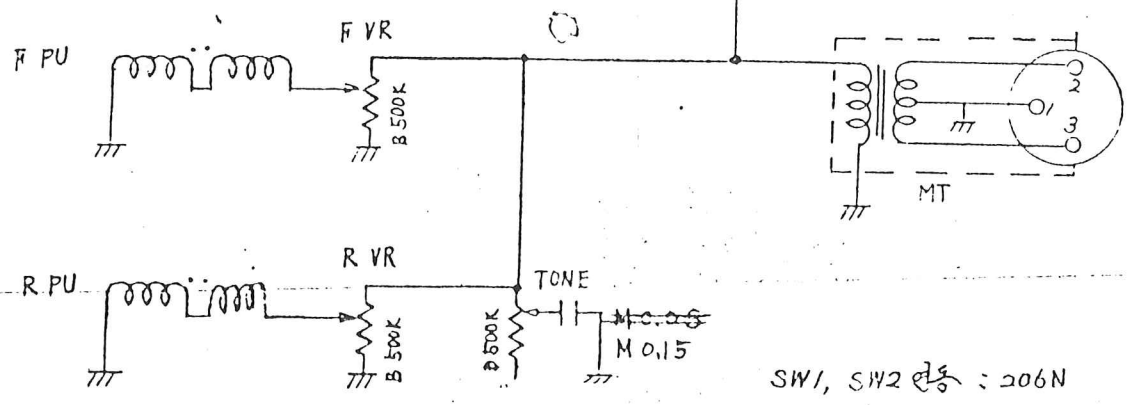 F PU
F VR
B 500K
2
1
3
MT
R PU
R VR
B 500K
TONE
B 500K
M 0.15
SW1, SW2 연동 : 206N